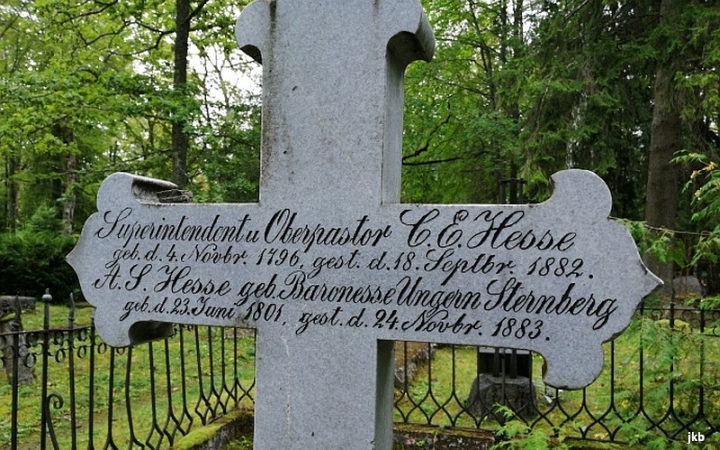 Superintendent u Oberpastor C. E. Hesse
geb. d. 4. Novbr. 1796, gest. d. 18. Septbr. 1882.
A. S. Hesse geb. Baronesse Ungern Sternberg
geb. d. 23. Juni 1801, gest. d. 24. Novbr. 1883.
jkb